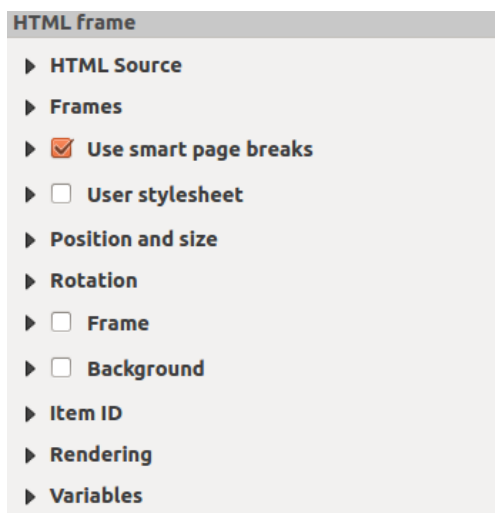 HTML frame
HTML Source
Frames
Use smart page breaks
User stylesheet
Position and size
Rotation
Frame
Background
Item ID
Rendering
Variables